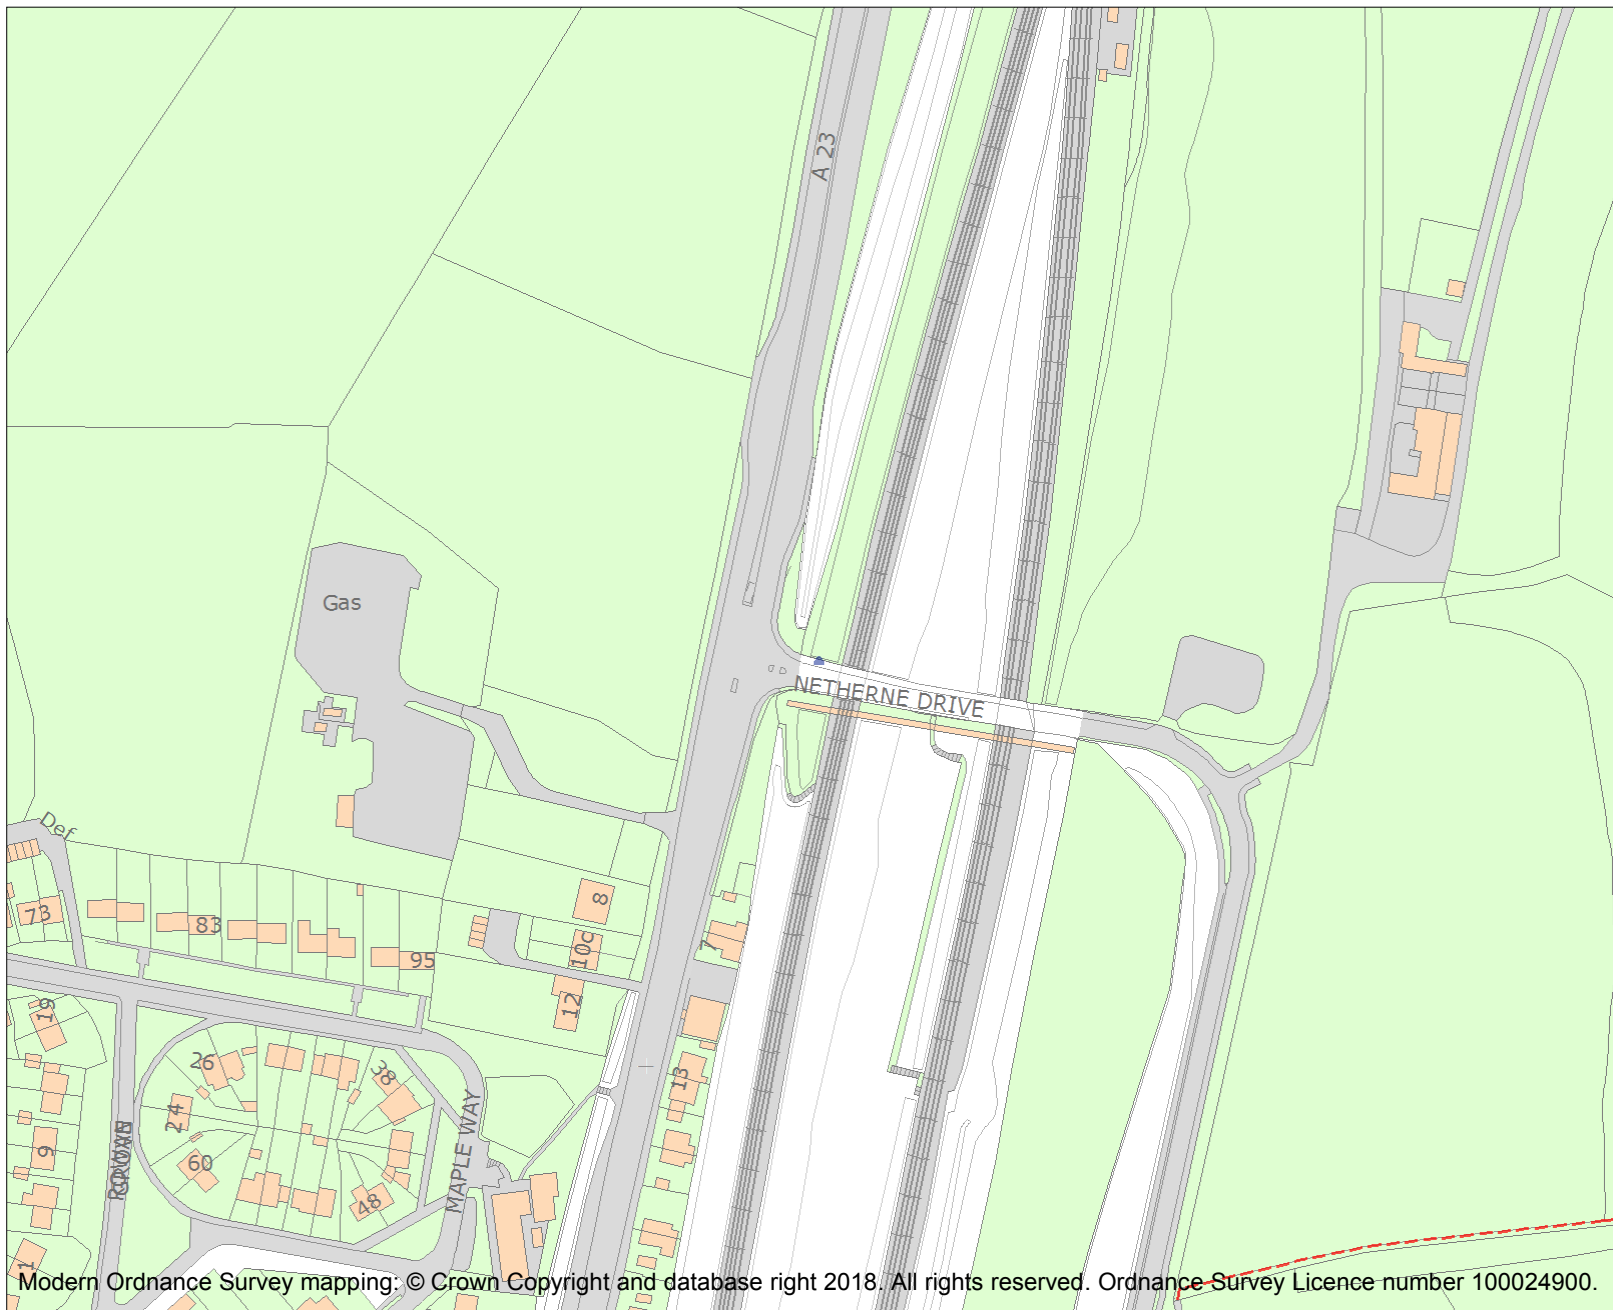 A 23
Gas
NETHERNE DRIVE
Def
73
83
95
8
10c
7
12
19
26
38
13
24
MAPLE WAY
9
60
48
1
Modern Ordnance Survey mapping: © Crown Copyright and database right 2018. All rights reserved. Ordnance Survey Licence number 100024900.